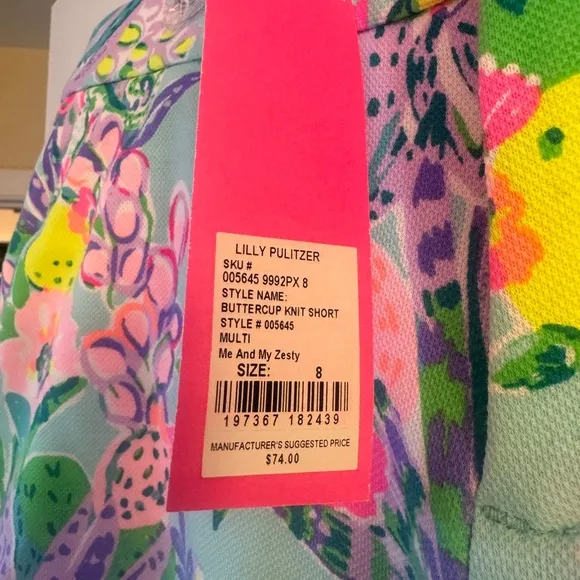 LILLY PULITZER
SKU #
005645 9992PX 8
STYLE NAME:
BUTTERCUP KNIT SHORT
STYLE # 005645
MULTI
Me And My Zesty
SIZE: 8
197367 182439
MANUFACTURER'S SUGGESTED PRICE
$74.00